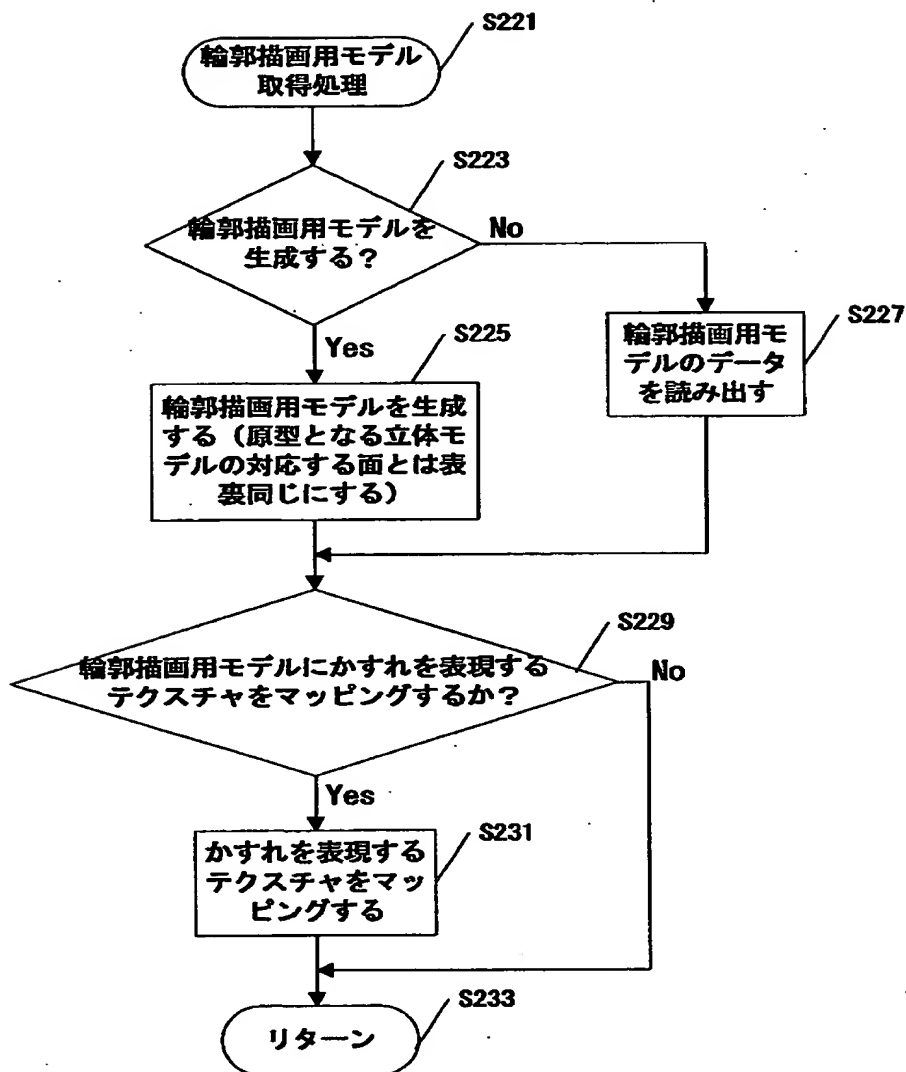 S221
輪郭描画用モデル
取得処理
S223
輪郭描画用モデルを
生成する？
No
Yes
S225
輪郭描画用モデルを生成
する（原型となる立体モ
デルの対応する面とは表
裏同じにする）
S227
輪郭描画用モ
デルのデータ
を読み出す
S229
輪郭描画用モデルにかすれを表現する
テクスチャをマッピングするか？
No
Yes
S231
かすれを表現する
テクスチャをマッ
ピングする
S233
リターン